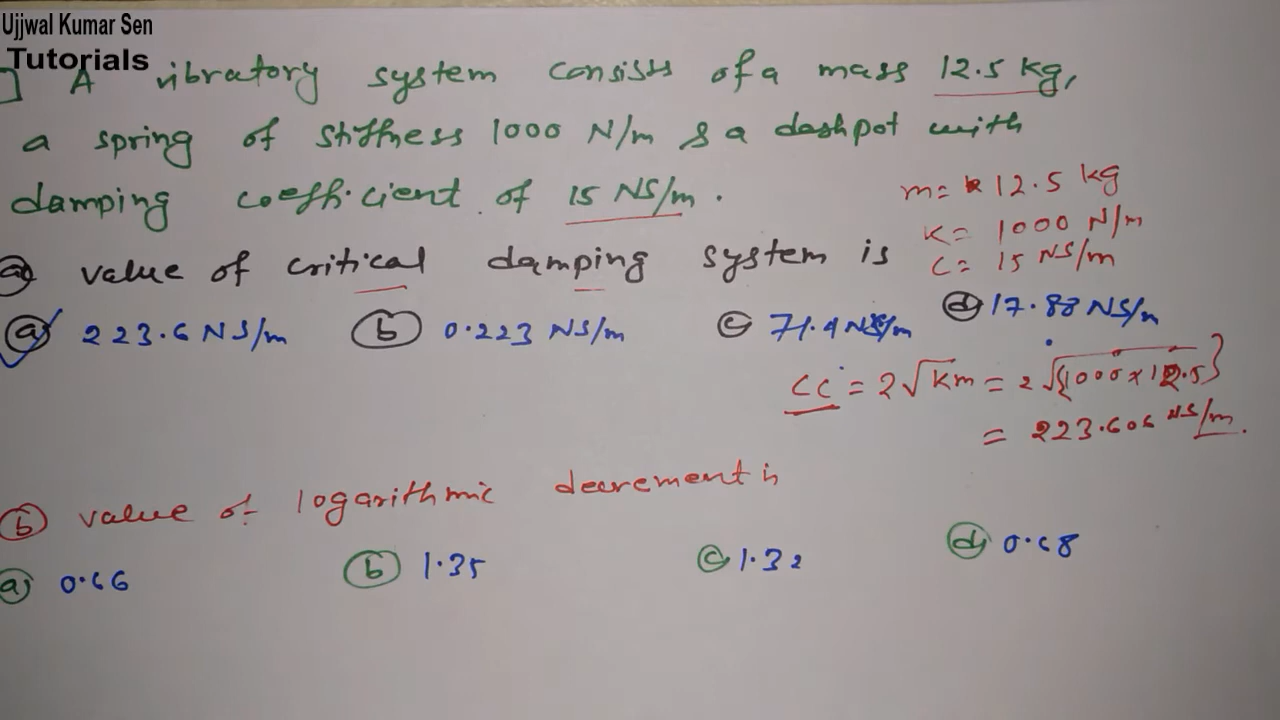 Ujjwal Kumar Sen
Tutorials
] A vibratory system consists of a mass 12.5 kg,
a spring of stiffness 1000 N/m & a dashpot with
damping coefficient of 15 NS/m.
m = 12.5 kg
K = 1000 N/m
C = 15 NS/m
a) value of critical damping system is
a) 223.6 NS/m b) 0.223 NS/m c) 71.4 NS/m d) 17.88 NS/m
CC = 2√Km = 2√{1000 x 12.5}
= 223.606 NS/m.
b) value of logarithmic decrement is
a) 0.66 b) 1.35 c) 1.32 d) 0.68